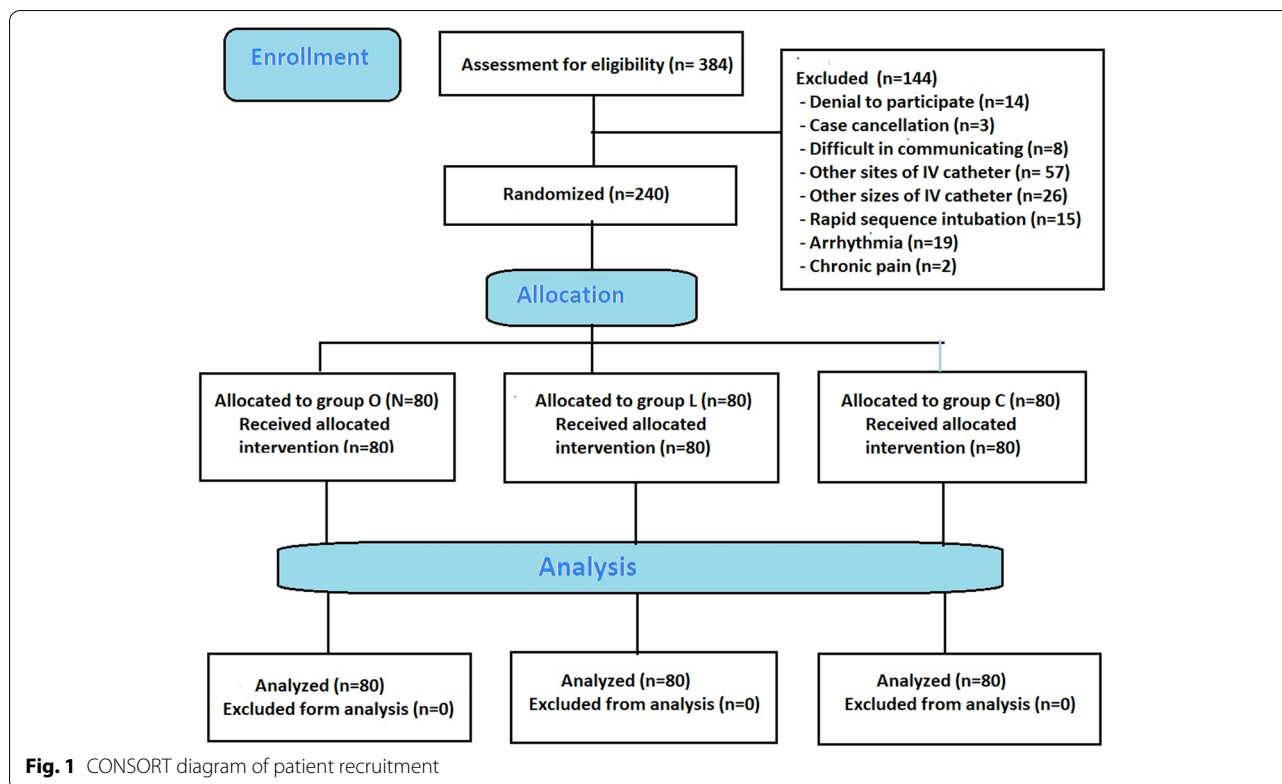 Enrollment
Assessment for eligibility (n= 384)
Excluded (n=144)
- Denial to participate (n=14)
- Case cancellation (n=3)
- Difficult in communicating (n=8)
- Other sites of IV catheter (n= 57)
- Other sizes of IV catheter (n=26)
- Rapid sequence intubation (n=15)
- Arrhythmia (n=19)
- Chronic pain (n=2)
Randomized (n=240)
Allocation
Allocated to group O (N=80)
Received allocated
intervention (n=80)
Allocated to group L (n=80)
Received allocated
intervention (n=80)
Allocated to group C (n=80)
Received allocated
intervention (n=80)
Analysis
Analyzed (n=80)
Excluded form analysis (n=0)
Analyzed (n=80)
Excluded from analysis (n=0)
Analyzed (n=80)
Excluded from analysis (n=0)
Fig. 1 CONSORT diagram of patient recruitment